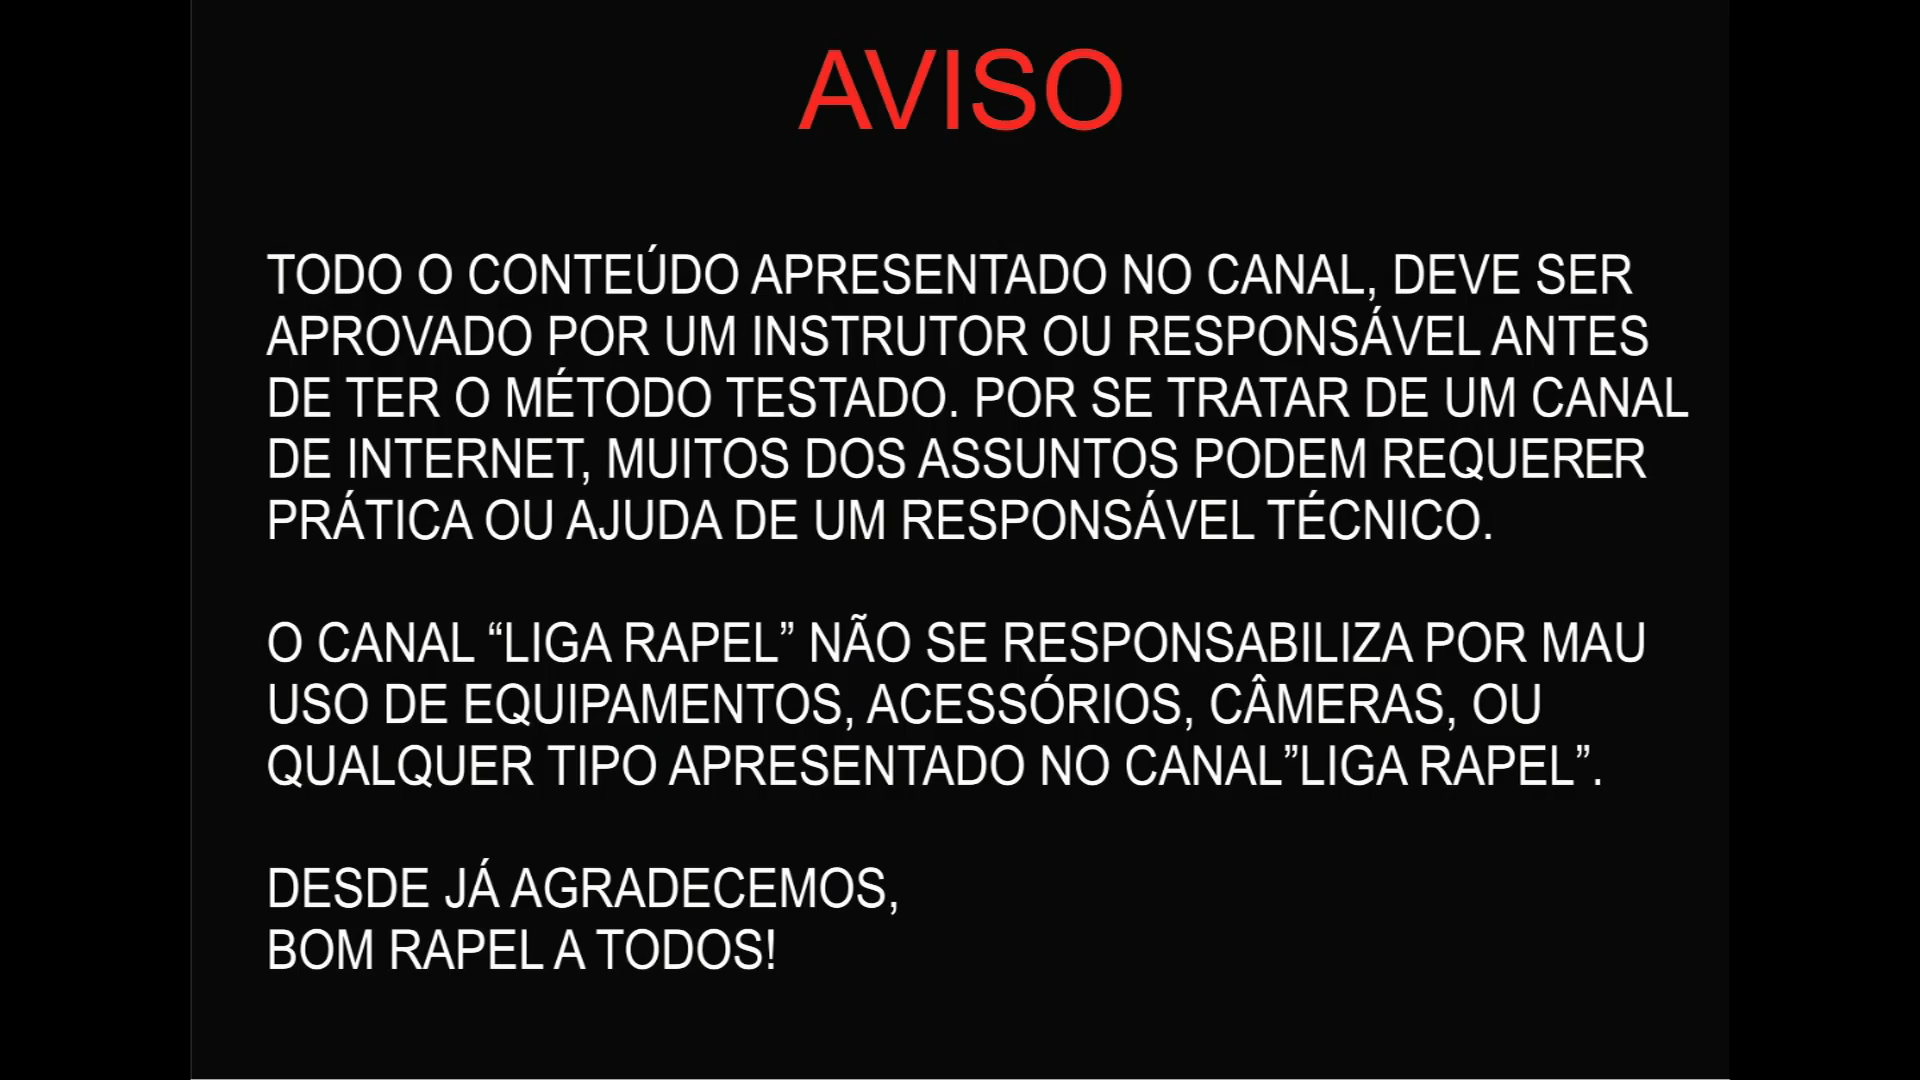 AVISO
TODO O CONTEÚDO APRESENTADO NO CANAL, DEVE SER
APROVADO POR UM INSTRUTOR OU RESPONSÁVEL ANTES
DE TER O MÉTODO TESTADO. POR SE TRATAR DE UM CANAL
DE INTERNET, MUITOS DOS ASSUNTOS PODEM REQUERER
PRÁTICA OU AJUDA DE UM RESPONSÁVEL TÉCNICO.
O CANAL “LIGA RAPEL” NÃO SE RESPONSABILIZA POR MAU
USO DE EQUIPAMENTOS, ACESSÓRIOS, CÂMERAS, OU
QUALQUER TIPO APRESENTADO NO CANAL”LIGA RAPEL”.
DESDE JÁ AGRADECEMOS,
BOM RAPEL A TODOS!